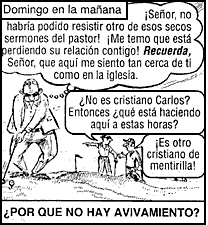 Domingo en la mañana
¡Señor, no
habría podido resistir otro de esos secos
sermones del pastor! ¡Me temo que está
perdiendo su relación contigo! Recuerda,
Señor, que aquí me siento tan cerca de ti
como en la iglesia.
¿No es cristiano Carlos?
Entonces ¿qué está haciendo
aquí a estas horas?
¡Es otro
cristiano de
mentirilla!
¿POR QUE NO HAY AVIVAMIENTO?